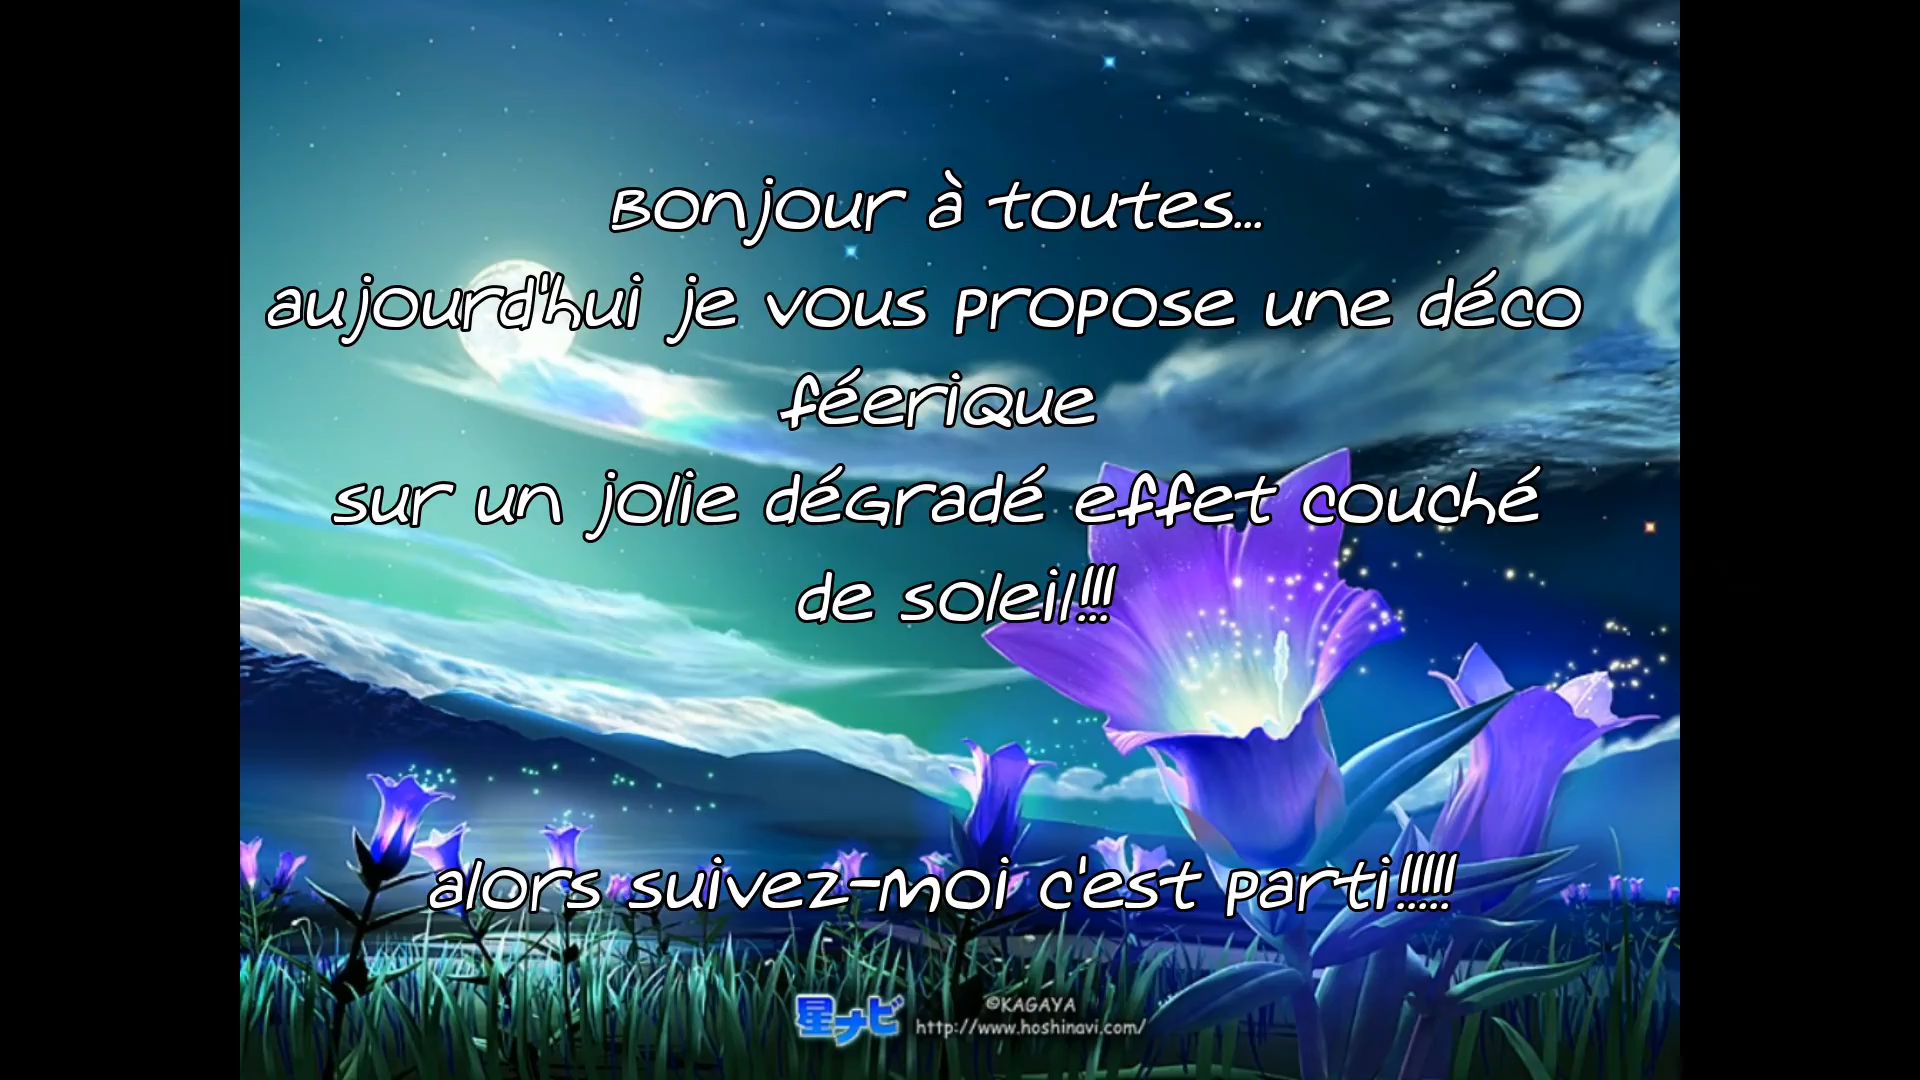 Bonjour à toutes...
aujourd'hui je vous propose une déco
féerique
sur un jolie dégradé effet couché
de soleil!!!
alors suivez-moi c'est parti!!!!!
星ナビ
©KAGAYA
http://www.hoshinavi.com/